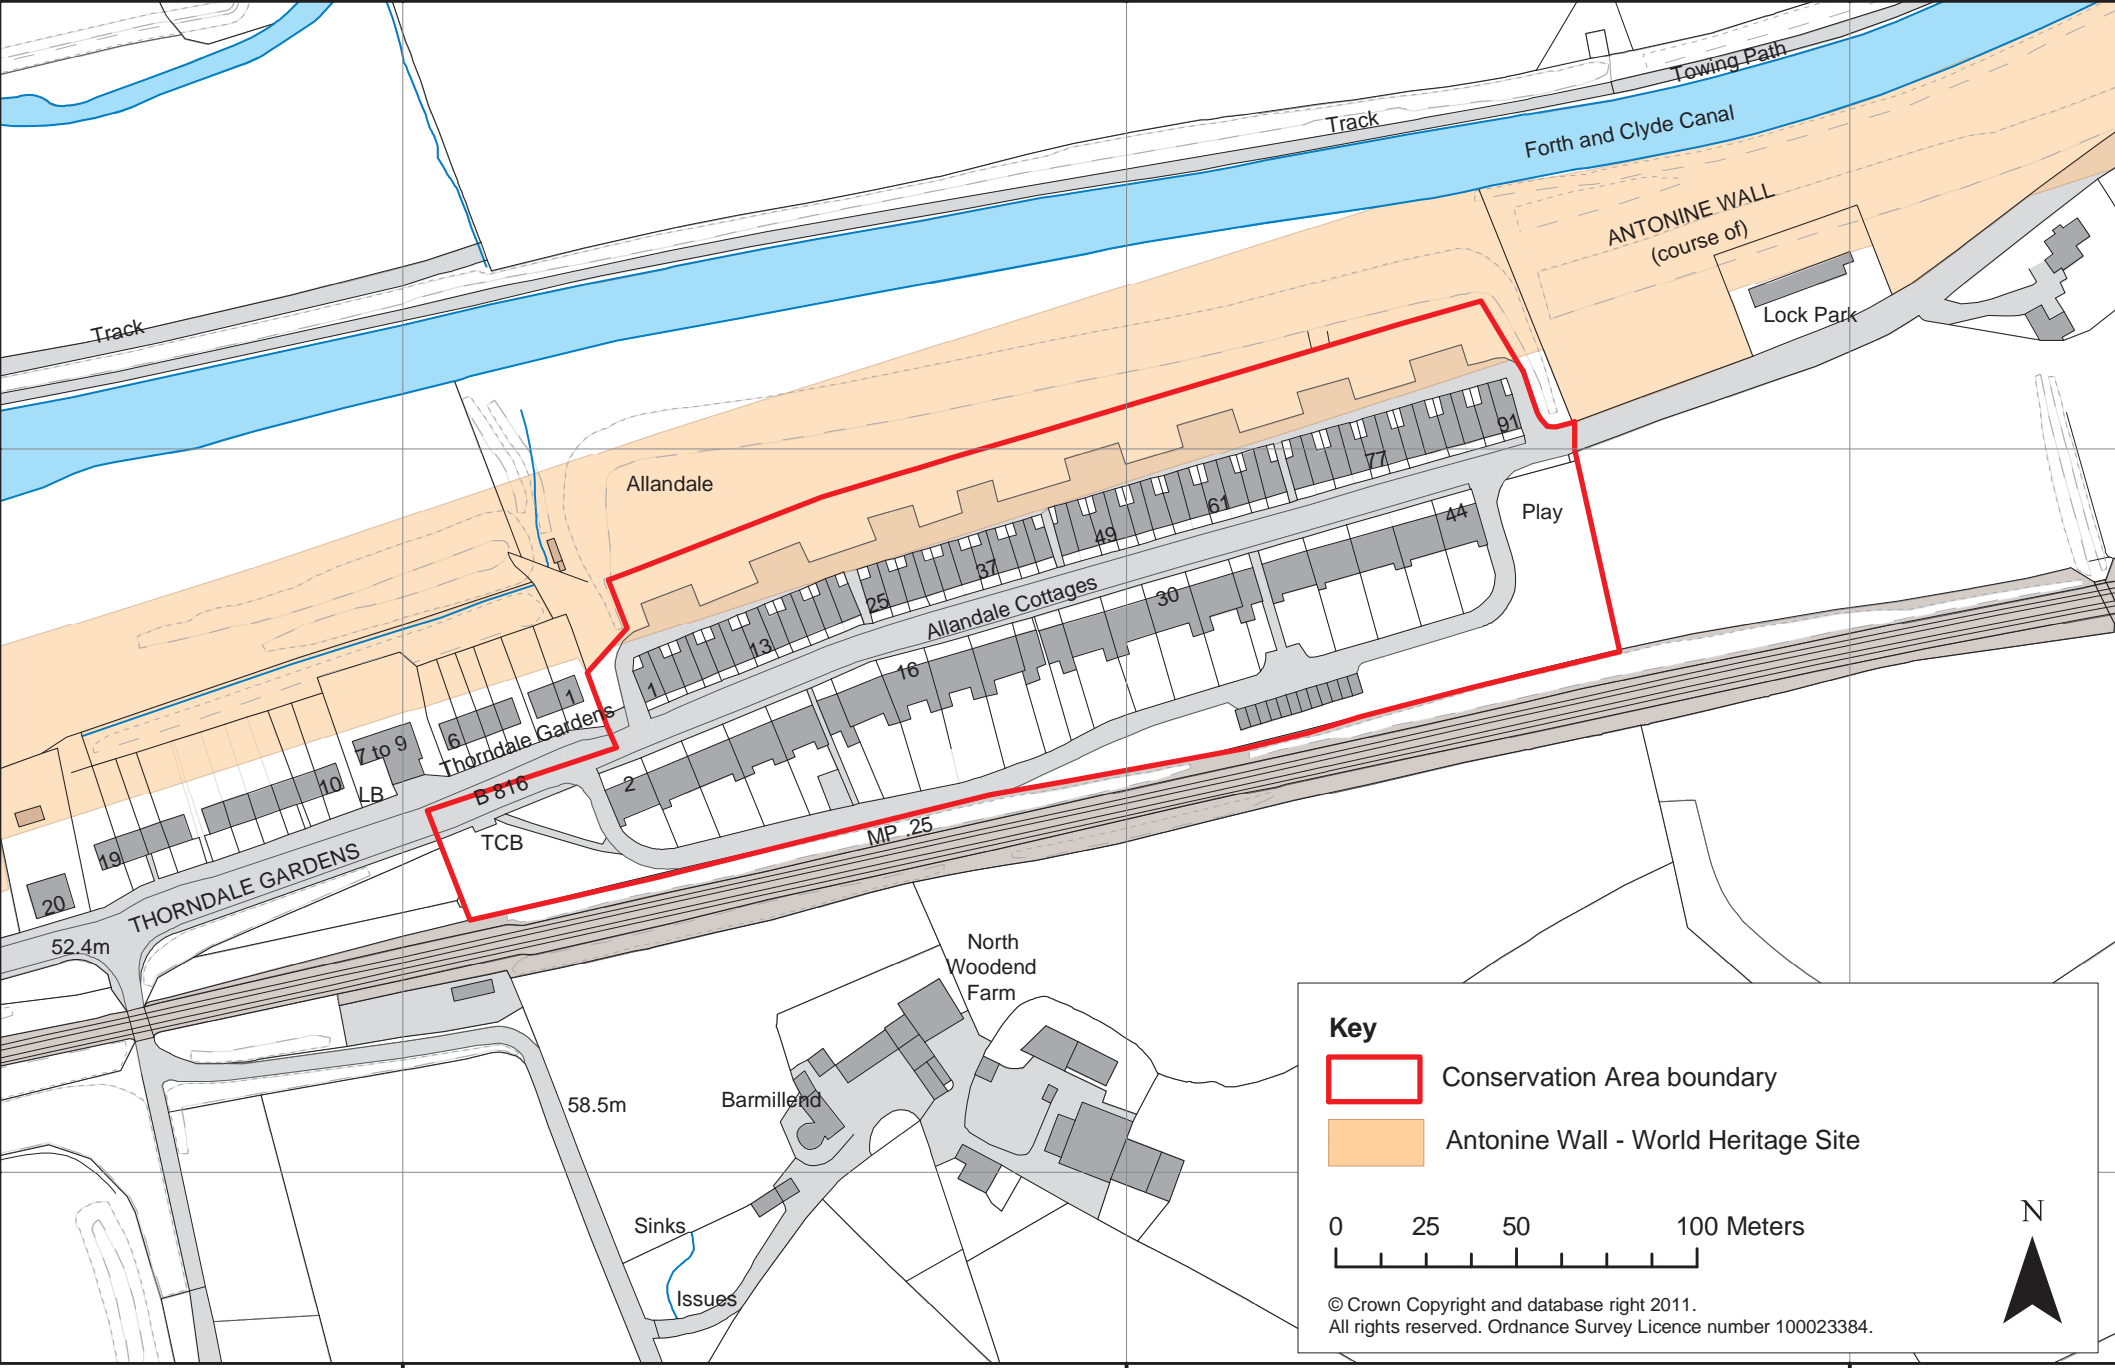 Towing Path
Track
Forth and Clyde Canal
ANTONINE WALL
(course of)
Lock Park
Track
Allandale
91
77
61
49
37
25
13
1
Allandale Cottages
44
Play
30
16
2
1
6
7 to 9
10
19
20
Thorndale Gardens
LB
B 816
TCB
MP .25
THORNDALE GARDENS
52.4m
North
Woodend
Farm
Barmillend
58.5m
Sinks
Issues
Key
Conservation Area boundary
Antonine Wall - World Heritage Site
0 25 50 100 Meters
N
© Crown Copyright and database right 2011.
All rights reserved. Ordnance Survey Licence number 100023384.